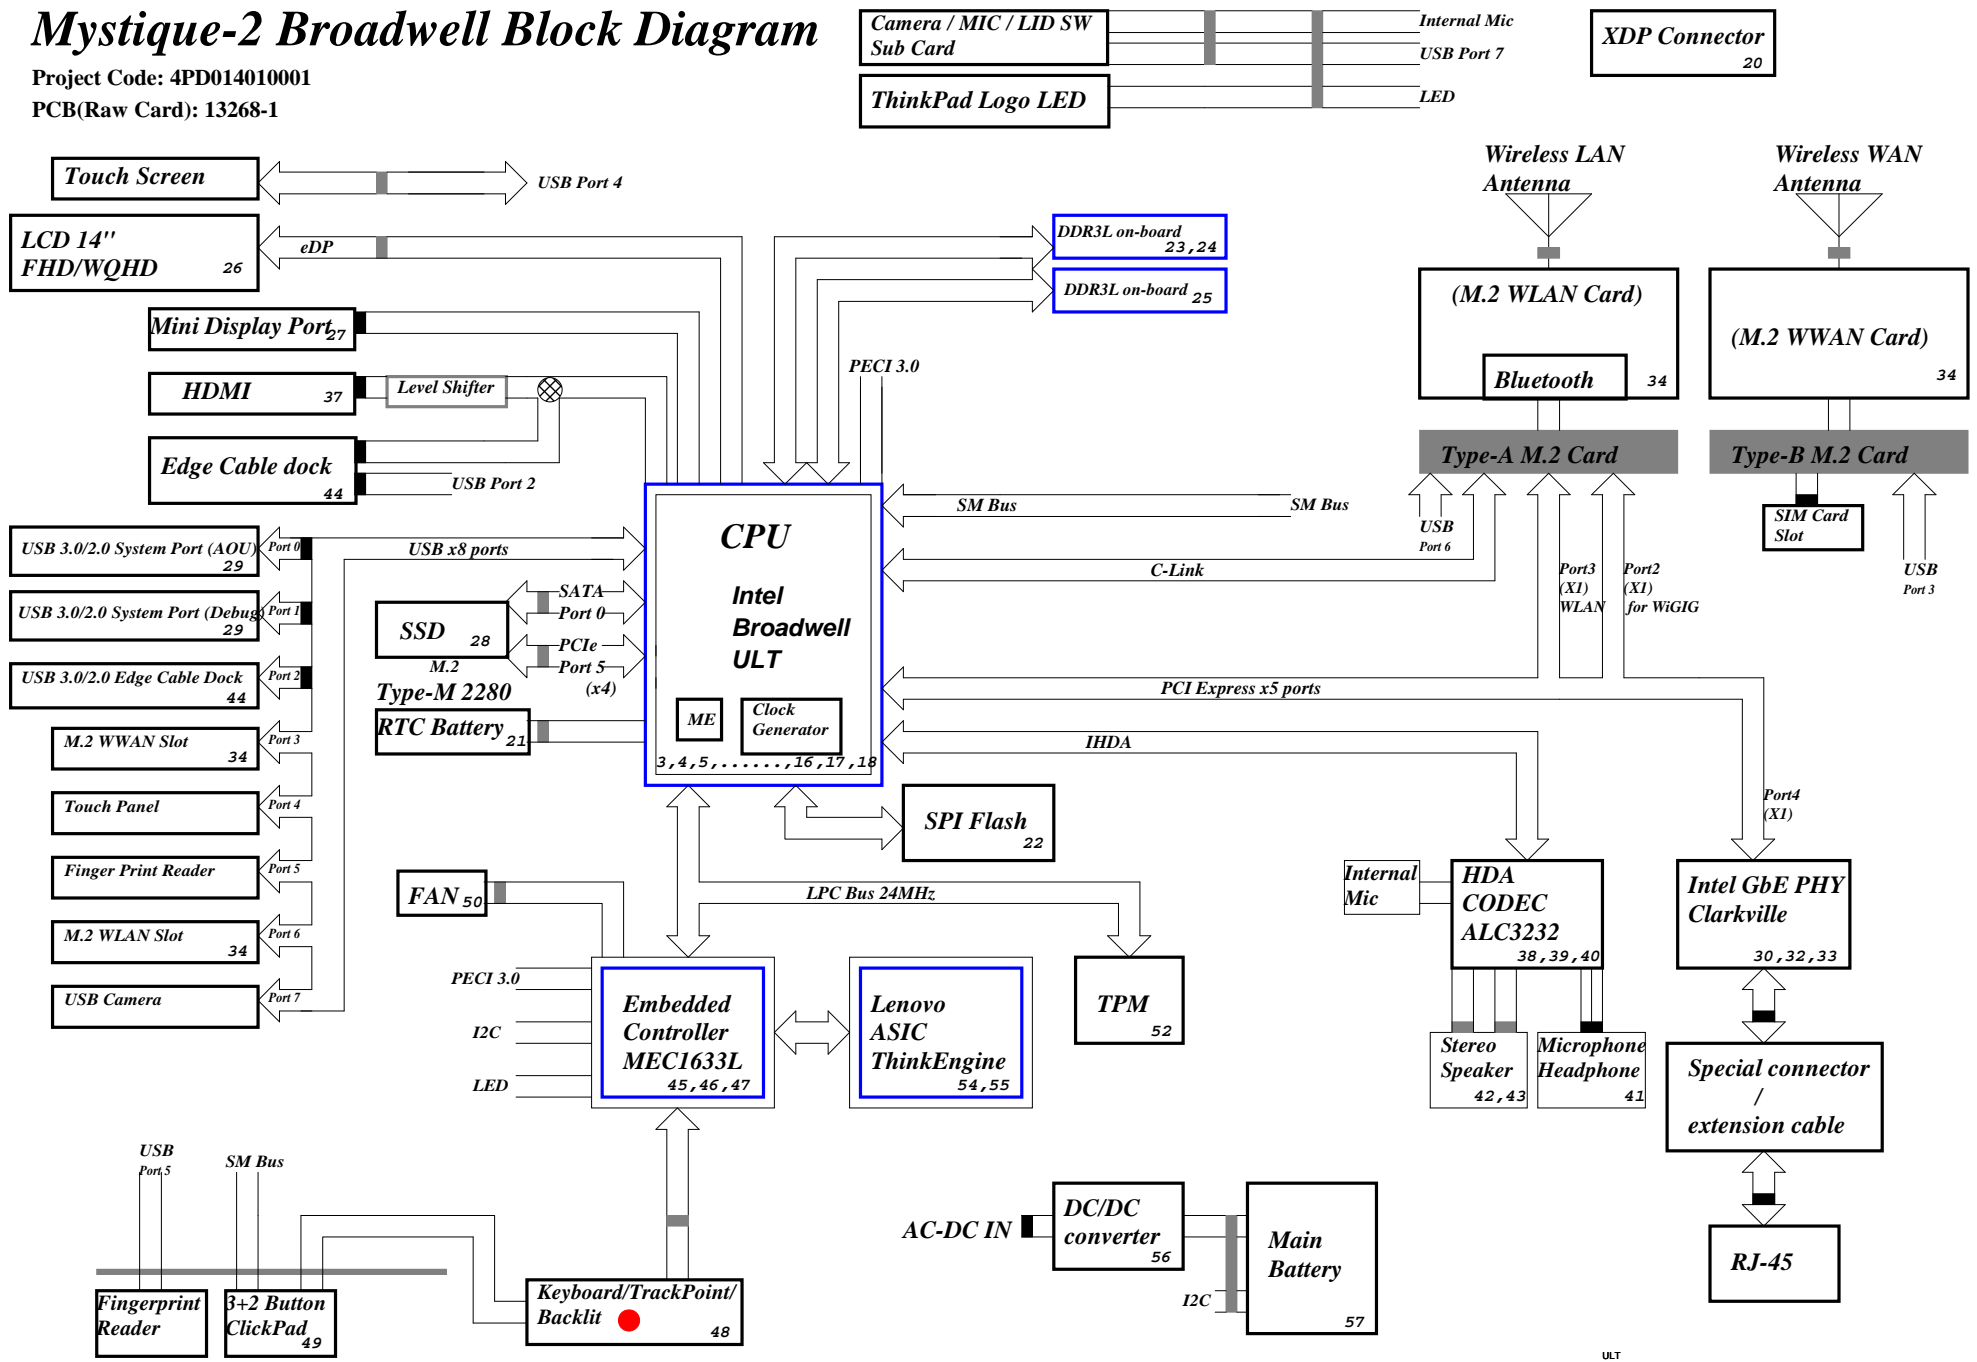 Mystique-2 Broadwell Block Diagram
Project Code: 4PD014010001
PCB(Raw Card): 13268-1
Camera / MIC / LID SW
Sub Card
Internal Mic
USB Port 7
ThinkPad Logo LED
LED
XDP Connector
20
Touch Screen
USB Port 4
LCD 14"
FHD/WQHD
26
eDP
Mini Display Port
27
HDMI
37
Level Shifter
Edge Cable dock
44
USB Port 2
DDR3L on-board
23,24
DDR3L on-board
25
PECI 3.0
Wireless LAN
Antenna
Wireless WAN
Antenna
(M.2 WLAN Card)
Bluetooth
34
(M.2 WWAN Card)
34
Type-A M.2 Card
Type-B M.2 Card
USB
Port 6
SIM Card
Slot
USB
Port 3
Port3
(X1)
WLAN
Port2
(X1)
for WiGIG
SM Bus
SM Bus
C-Link
PCI Express x5 ports
IHDA
Port4
(X1)
USB 3.0/2.0 System Port (AOU)
29
Port 0
USB x8 ports
USB 3.0/2.0 System Port (Debug)
29
Port 1
USB 3.0/2.0 Edge Cable Dock
44
Port 2
M.2 WWAN Slot
34
Port 3
Touch Panel
Port 4
Finger Print Reader
Port 5
M.2 WLAN Slot
34
Port 6
USB Camera
Port 7
SSD
28
M.2
Type-M 2280
SATA
Port 0
PCIe
Port 5
(x4)
RTC Battery
21
CPU
Intel
Broadwell
ULT
ME
Clock
Generator
3,4,5,......,16,17,18
SPI Flash
22
FAN
50
LPC Bus 24MHz
PECI 3.0
I2C
LED
Embedded
Controller
MEC1633L
45,46,47
Lenovo
ASIC
ThinkEngine
54,55
TPM
52
Internal
Mic
HDA
CODEC
ALC3232
38,39,40
Intel GbE PHY
Clarkville
30,32,33
Stereo
Speaker
42,43
Microphone
Headphone
41
Special connector
/
extension cable
RJ-45
USB
Port 5
SM Bus
Fingerprint
Reader
3+2 Button
ClickPad
49
Keyboard/TrackPoint/
Backlit
48
AC-DC IN
DC/DC
converter
56
I2C
Main
Battery
57
ULT